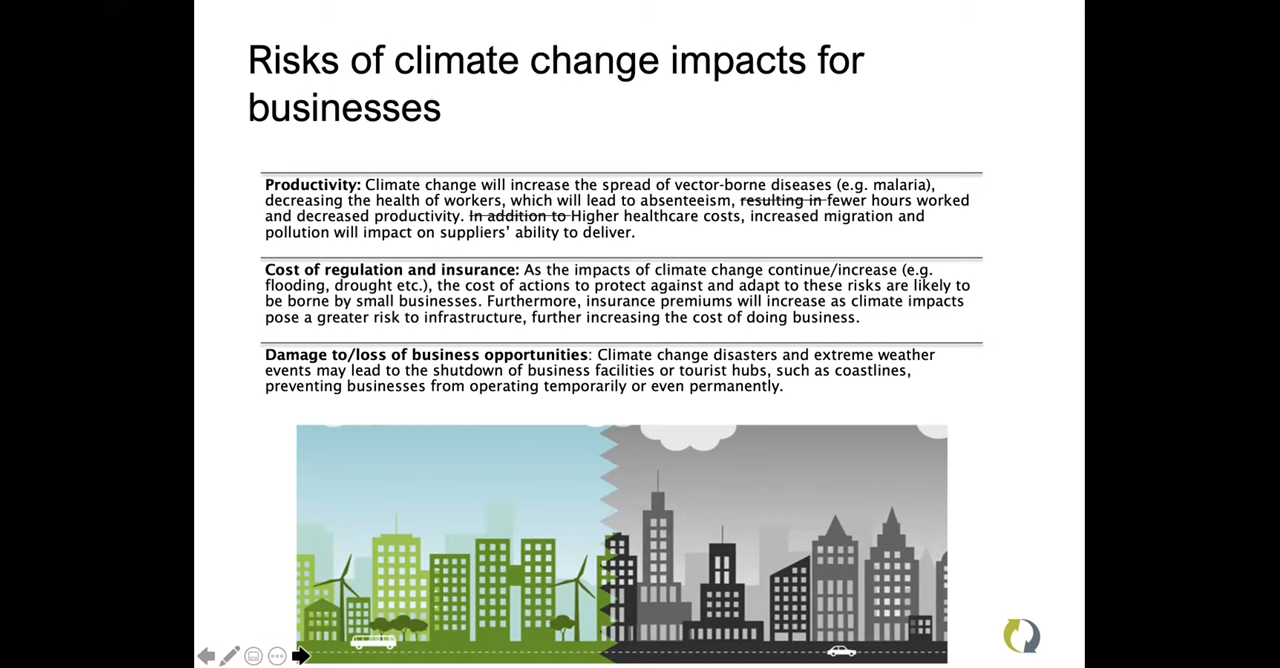 Risks of climate change impacts for
businesses
Productivity: Climate change will increase the spread of vector-borne diseases (e.g. malaria),
decreasing the health of workers, which will lead to absenteeism, resulting in fewer hours worked
and decreased productivity. In addition to Higher healthcare costs, increased migration and
pollution will impact on suppliers’ ability to deliver.
Cost of regulation and insurance: As the impacts of climate change continue/increase (e.g.
flooding, drought etc.), the cost of actions to protect against and adapt to these risks are likely to
be borne by small businesses. Furthermore, insurance premiums will increase as climate impacts
pose a greater risk to infrastructure, further increasing the cost of doing business.
Damage to/loss of business opportunities: Climate change disasters and extreme weather
events may lead to the shutdown of business facilities or tourist hubs, such as coastlines,
preventing businesses from operating temporarily or even permanently.